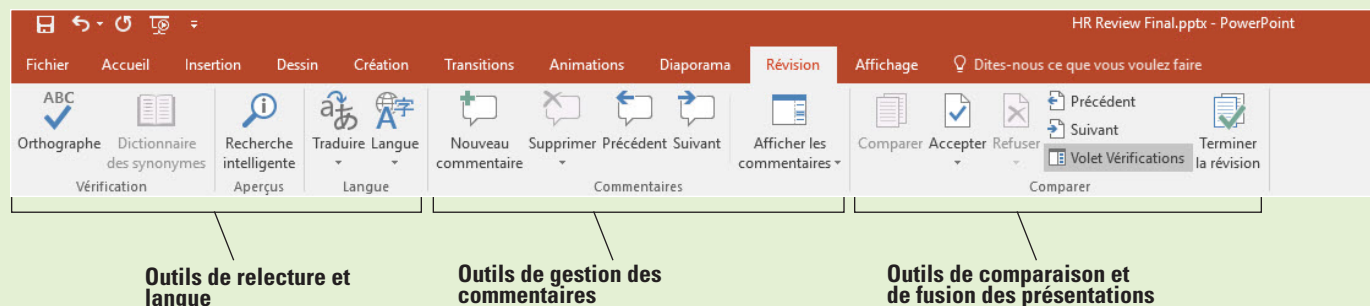 HR Review Final.pptx - PowerPoint
Fichier Accueil Insertion Dessin Création Transitions Animations Diaporama Révision Affichage Dites-nous ce que vous voulez faire
ABC
Orthographe
Dictionnaire
des synonymes
Vérification
Recherche
intelligente
Aperçus
Traduire
Langue
Langue
Nouveau
commentaire
Supprimer
Précédent
Suivant
Afficher les
commentaires
Commentaires
Comparer
Accepter
Refuser
Précédent
Suivant
Volet Vérifications
Terminer
la révision
Comparer
Outils de relecture et
langue
Outils de gestion des
commentaires
Outils de comparaison et
de fusion des présentations